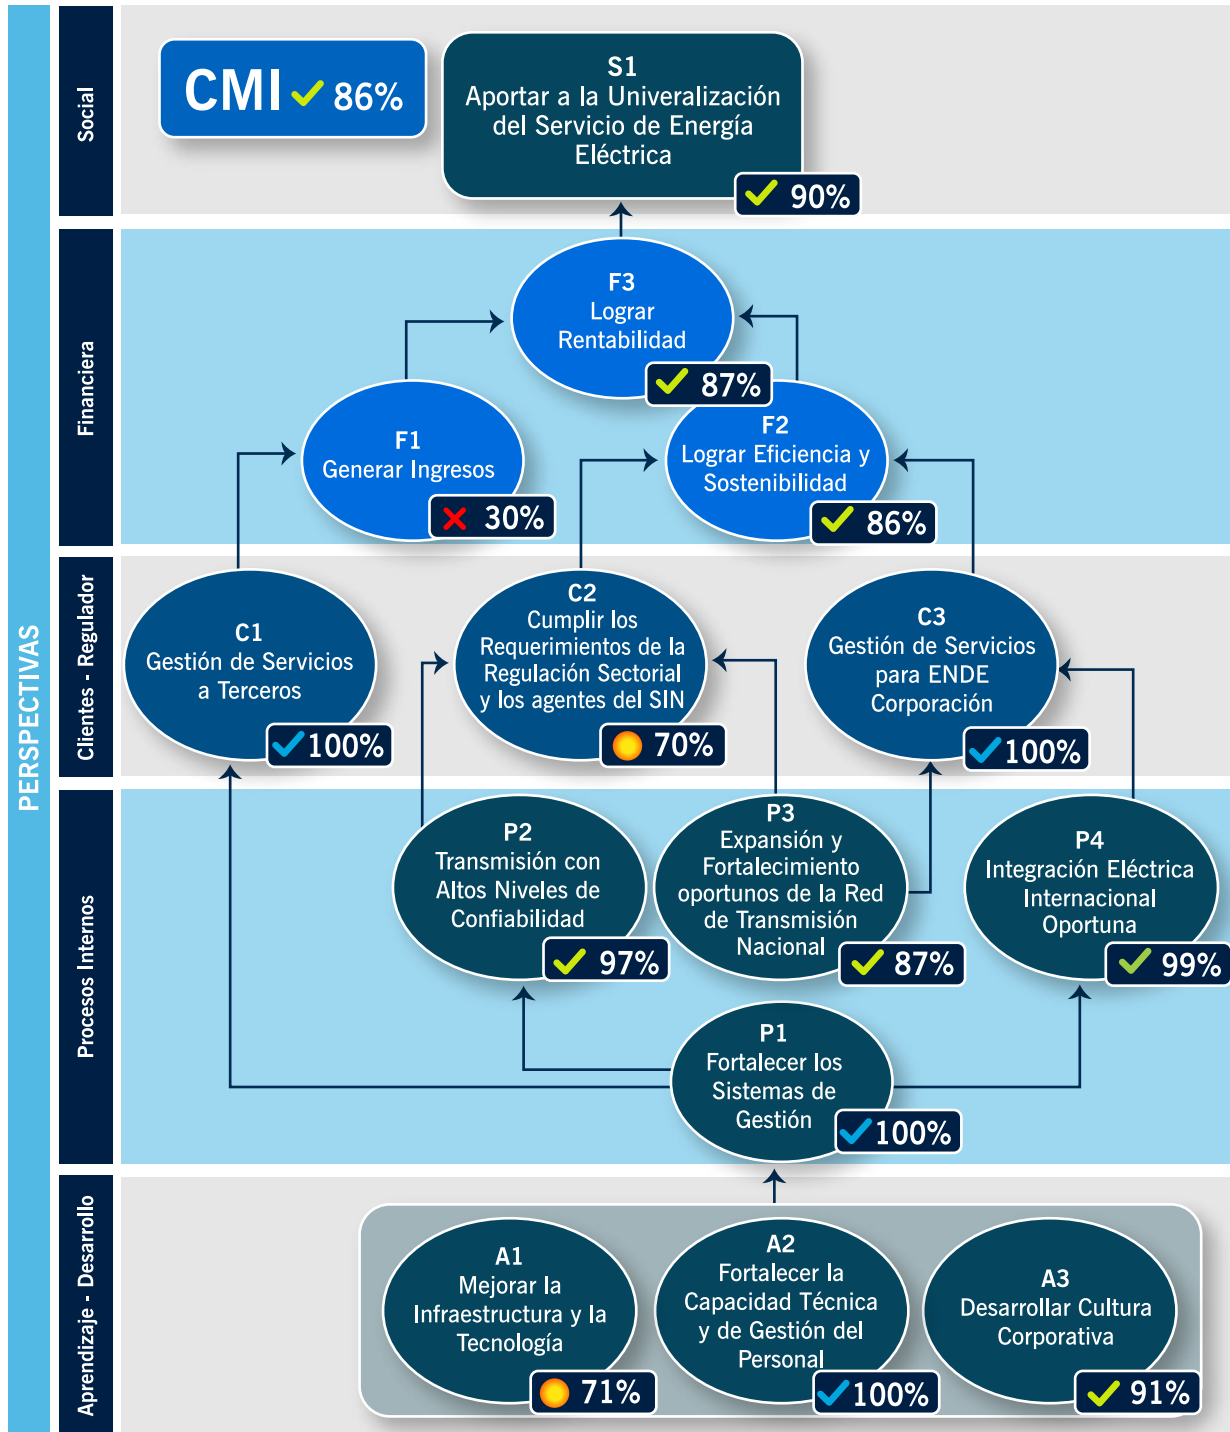 PERSPECTIVAS
Social
CMI 86%
S1
Aportar a la Univeralización
del Servicio de Energía
Eléctrica
90%
Financiera
F3
Lograr
Rentabilidad
87%
F1
Generar Ingresos
30%
F2
Lograr Eficiencia y
Sostenibilidad
86%
Clientes - Regulador
C1
Gestión de Servicios
a Terceros
100%
C2
Cumplir los
Requerimientos de la
Regulación Sectorial
y los agentes del SIN
70%
C3
Gestión de Servicios
para ENDE
Corporación
100%
Procesos Internos
P2
Transmisión con
Altos Niveles de
Confiabilidad
97%
P3
Expansión y
Fortalecimiento
oportunos de la Red
de Transmisión
Nacional
87%
P4
Integración Eléctrica
Internacional
Oportuna
99%
P1
Fortalecer los
Sistemas de
Gestión
100%
Aprendizaje - Desarrollo
A1
Mejorar la
Infraestructura y la
Tecnología
71%
A2
Fortalecer la
Capacidad Técnica
y de Gestión del
Personal
100%
A3
Desarrollar Cultura
Corporativa
91%